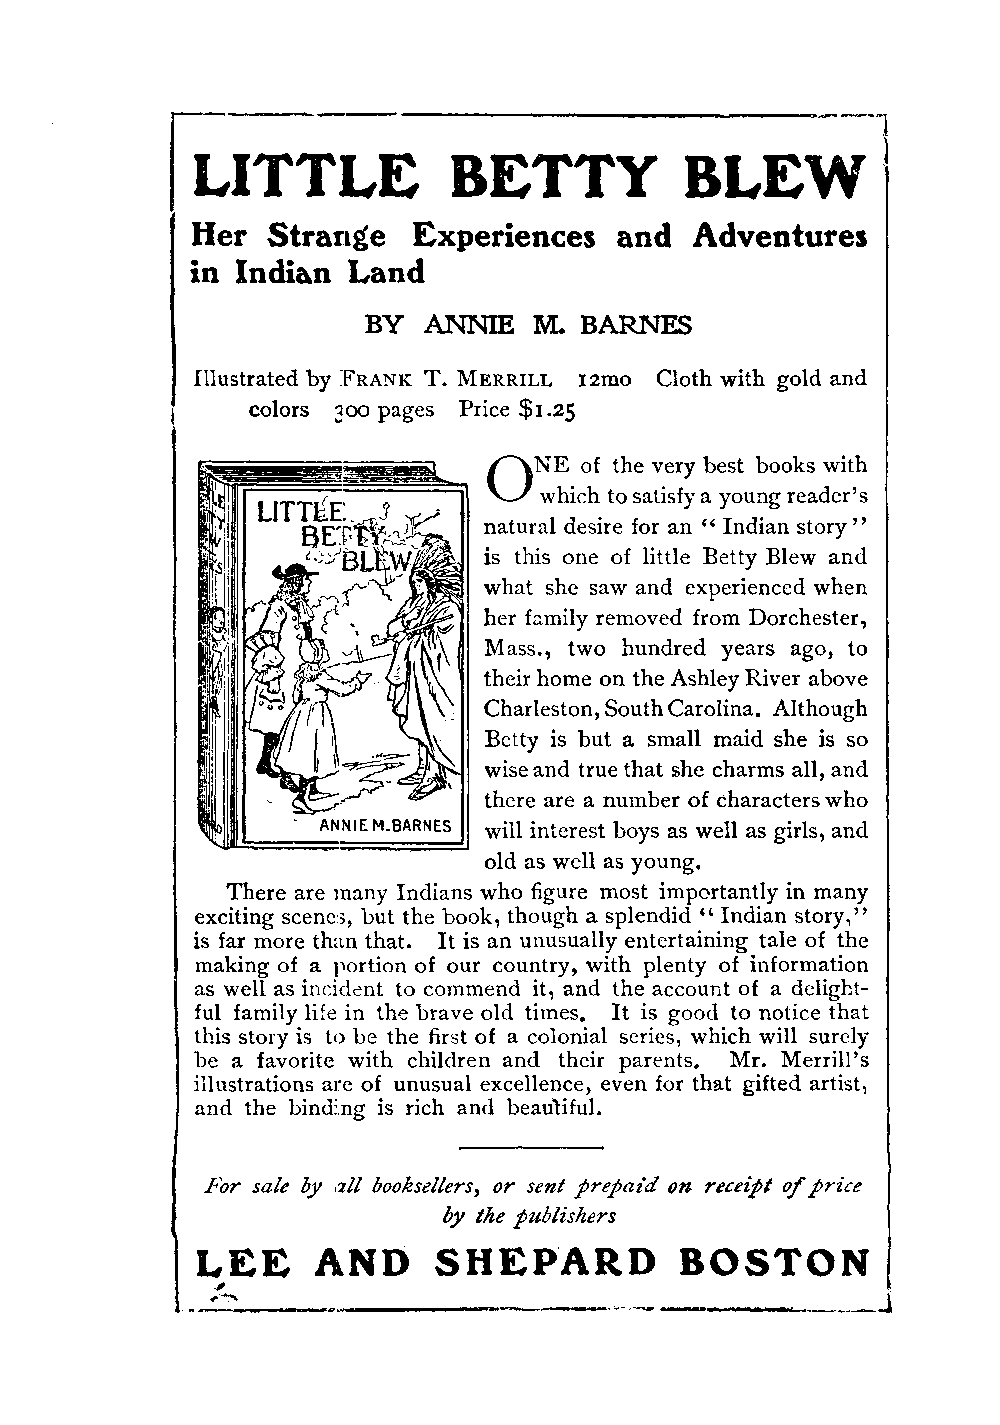 LITTLE BETTY BLEW
Her Strange Experiences and Adventures
in Indian Land
BY ANNIE M. BARNES
Illustrated by FRANK T. MERRILL 12mo Cloth with gold and
colors 300 pages Price $1.25
LITTLE
BETTY
BLEW
ANNIE M. BARNES
ONE of the very best books with
which to satisfy a young reader's
natural desire for an "Indian story"
is this one of little Betty Blew and
what she saw and experienced when
her family removed from Dorchester,
Mass., two hundred years ago, to
their home on the Ashley River above
Charleston, South Carolina. Although
Betty is but a small maid she is so
wise and true that she charms all, and
there are a number of characters who
will interest boys as well as girls, and
old as well as young.
There are many Indians who figure most importantly in many
exciting scenes, but the book, though a splendid "Indian story,"
is far more than that. It is an unusually entertaining tale of the
making of a portion of our country, with plenty of information
as well as incident to commend it, and the account of a delight-
ful family life in the brave old times. It is good to notice that
this story is to be the first of a colonial series, which will surely
be a favorite with children and their parents. Mr. Merrill's
illustrations are of unusual excellence, even for that gifted artist,
and the binding is rich and beautiful.
For sale by all booksellers, or sent prepaid on receipt of price
by the publishers
LEE AND SHEPARD BOSTON